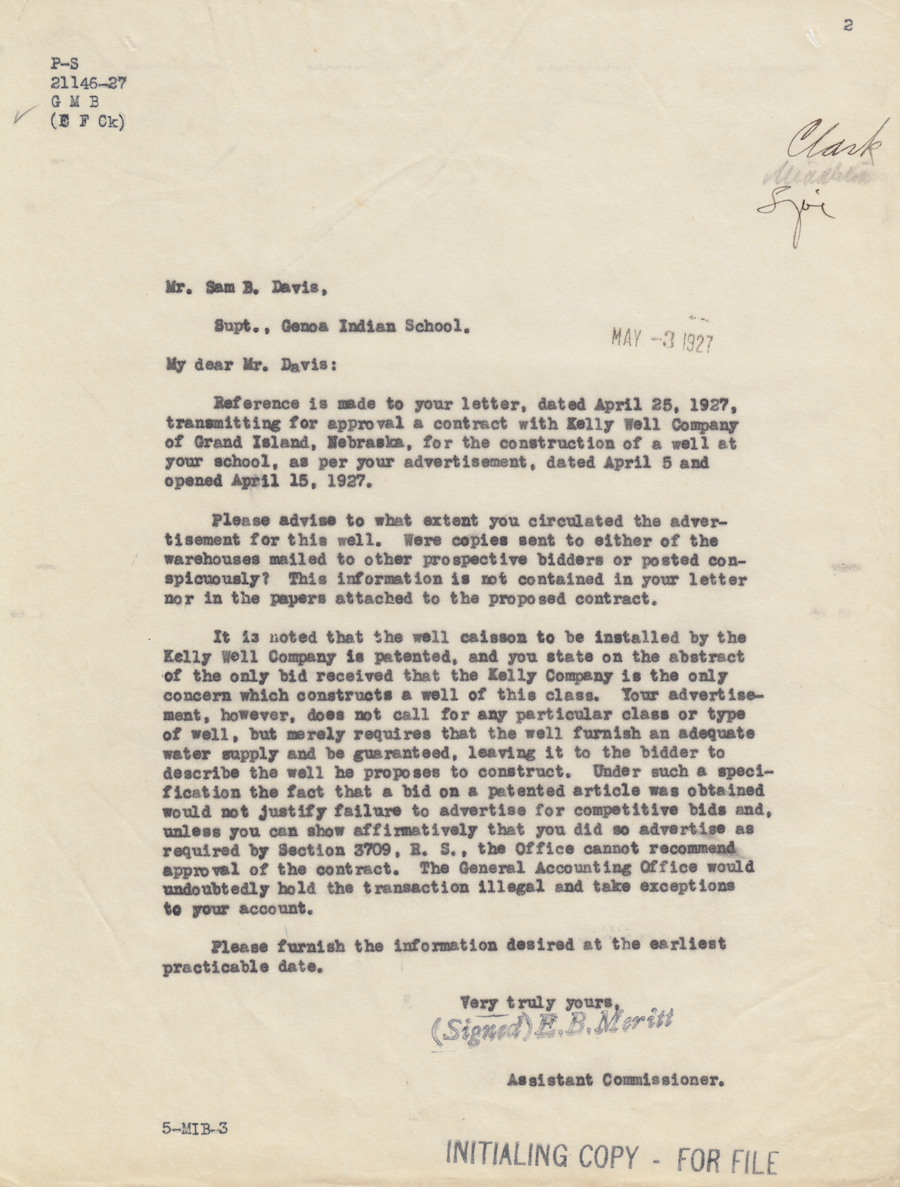 2
P-S
21146-27
G M B
(E F Ck)
Clark
Mr. Sam B. Davis,
Supt., Genoa Indian School.
MAY -3 1927
My dear Mr. Davis:
Reference is made to your letter, dated April 25, 1927,
transmitting for approval a contract with Kelly Well Company
of Grand Island, Nebraska, for the construction of a well at
your school, as per your advertisement, dated April 5 and
opened April 15, 1927.
Please advise to what extent you circulated the adver-
tisement for this well. Were copies sent to either of the
warehouses mailed to other prospective bidders or posted con-
spicuously? This information is not contained in your letter
nor in the papers attached to the proposed contract.
It is noted that the well caisson to be installed by the
Kelly Well Company is patented, and you state on the abstract
of the only bid received that the Kelly Company is the only
concern which constructs a well of this class. Your advertise-
ment, however, does not call for any particular class or type
of well, but merely requires that the well furnish an adequate
water supply and be guaranteed, leaving it to the bidder to
describe the well he proposes to construct. Under such a speci-
fication the fact that a bid on a patented article was obtained
would not justify failure to advertise for competitive bids and,
unless you can show affirmatively that you did so advertise as
required by Section 3709, R. S., the Office cannot recommend
approval of the contract. The General Accounting Office would
undoubtedly hold the transaction illegal and take exceptions
to your account.
Please furnish the information desired at the earliest
practicable date.
Very truly yours,
(Signed) E. B. Meritt
Assistant Commissioner.
5-MIB-3
INITIALING COPY - FOR FILE